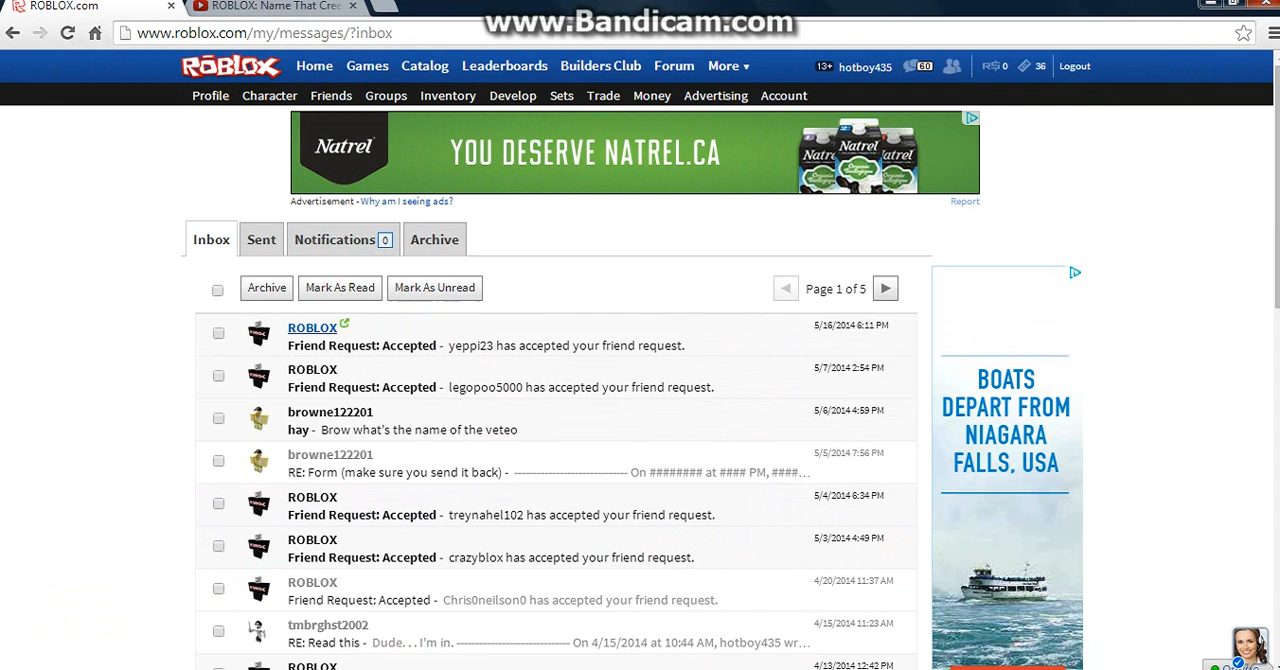 ROBLOX.com
ROBLOX: Name That Cree
www.Bandicam.com
www.roblox.com/my/messages/?inbox
ROBLOX Home Games Catalog Leaderboards Builders Club Forum More 13+ hotboy435 60 R$ 0 36 Logout
Profile Character Friends Groups Inventory Develop Sets Trade Money Advertising Account
Natrel YOU DESERVE NATREL.CA Natrel
Advertisement - Why am I seeing ads? Report
Inbox Sent Notifications 0 Archive
Archive Mark As Read Mark As Unread Page 1 of 5
ROBLOX 5/16/2014 6:11 PM
Friend Request: Accepted - yeppi23 has accepted your friend request.
ROBLOX 5/7/2014 2:54 PM
Friend Request: Accepted - legopoo5000 has accepted your friend request.
browne122201 5/6/2014 4:59 PM
hay - Brow what's the name of the veteo
browne122201 5/5/2014 7:56 PM
RE: Form (make sure you send it back) - ------------------------------ On ######## at #### PM, ####...
ROBLOX 5/4/2014 6:34 PM
Friend Request: Accepted - treynahel102 has accepted your friend request.
ROBLOX 5/3/2014 4:49 PM
Friend Request: Accepted - crazyblox has accepted your friend request.
ROBLOX 4/20/2014 11:37 AM
Friend Request: Accepted - Chris0neilson0 has accepted your friend request.
tmbrghst2002 4/15/2014 11:23 AM
RE: Read this - Dude. . . I'm in. ------------------------------ On 4/15/2014 at 10:44 AM, hotboy435 wr...
ROBLOX 4/13/2014 12:42 PM
BOATS
DEPART FROM
NIAGARA
FALLS, USA